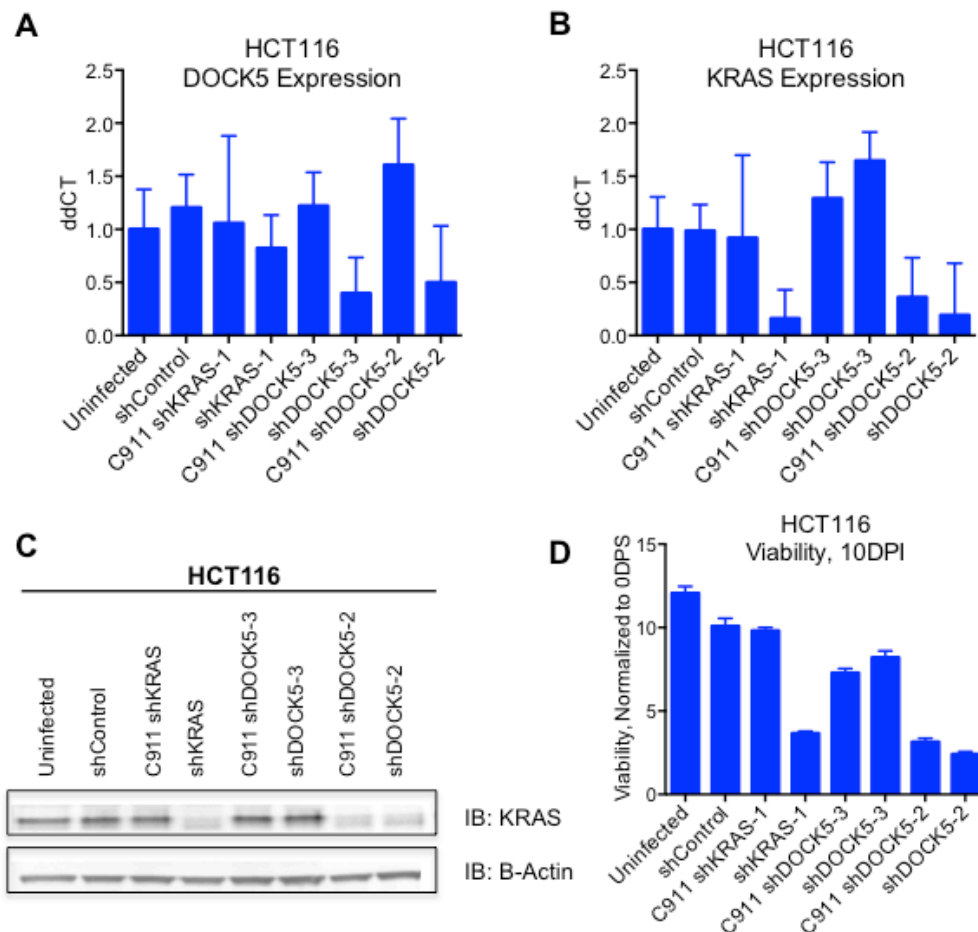 A
HCT116
DOCK5 Expression
ddCT
2.5
2.0
1.5
1.0
0.5
0.0
Uninfected
shControl
C911 shKRAS-1
shKRAS-1
C911 shDOCK5-3
shDOCK5-3
C911 shDOCK5-2
shDOCK5-2
B
HCT116
KRAS Expression
ddCT
2.5
2.0
1.5
1.0
0.5
0.0
Uninfected
shControl
C911 shKRAS-1
shKRAS-1
C911 shDOCK5-3
shDOCK5-3
C911 shDOCK5-2
shDOCK5-2
C
HCT116
Uninfected
shControl
C911 shKRAS
shKRAS
C911 shDOCK5-3
shDOCK5-3
C911 shDOCK5-2
shDOCK5-2
IB: KRAS
IB: B-Actin
D
HCT116
Viability, 10DPI
Viability, Normalized to 0DPS
15
10
5
0
Uninfected
shControl
C911 shKRAS-1
shKRAS-1
C911 shDOCK5-3
shDOCK5-3
C911 shDOCK5-2
shDOCK5-2